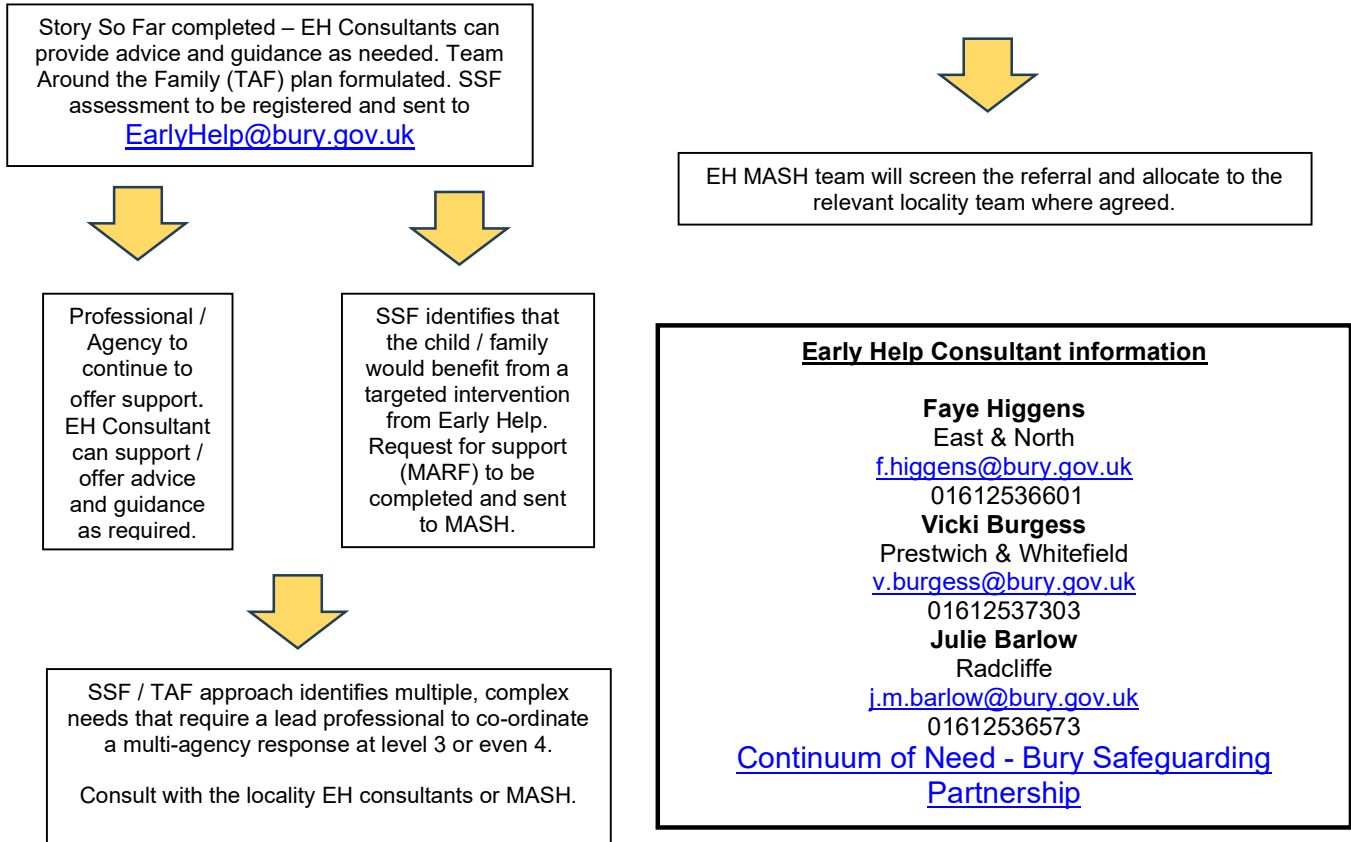 Story So Far completed – EH Consultants can
provide advice and guidance as needed. Team
Around the Family (TAF) plan formulated. SSF
assessment to be registered and sent to
EarlyHelp@bury.gov.uk
EH MASH team will screen the referral and allocate to the
relevant locality team where agreed.
Professional /
Agency to
continue to
offer support.
EH Consultant
can support /
offer advice
and guidance
as required.
SSF identifies that
the child / family
would benefit from a
targeted intervention
from Early Help.
Request for support
(MARF) to be
completed and sent
to MASH.
SSF / TAF approach identifies multiple, complex
needs that require a lead professional to co-ordinate
a multi-agency response at level 3 or even 4.
Consult with the locality EH consultants or MASH.
Early Help Consultant information
Faye Higgens
East & North
f.higgens@bury.gov.uk
01612536601
Vicki Burgess
Prestwich & Whitefield
v.burgess@bury.gov.uk
01612537303
Julie Barlow
Radcliffe
j.m.barlow@bury.gov.uk
01612536573
Continuum of Need - Bury Safeguarding
Partnership